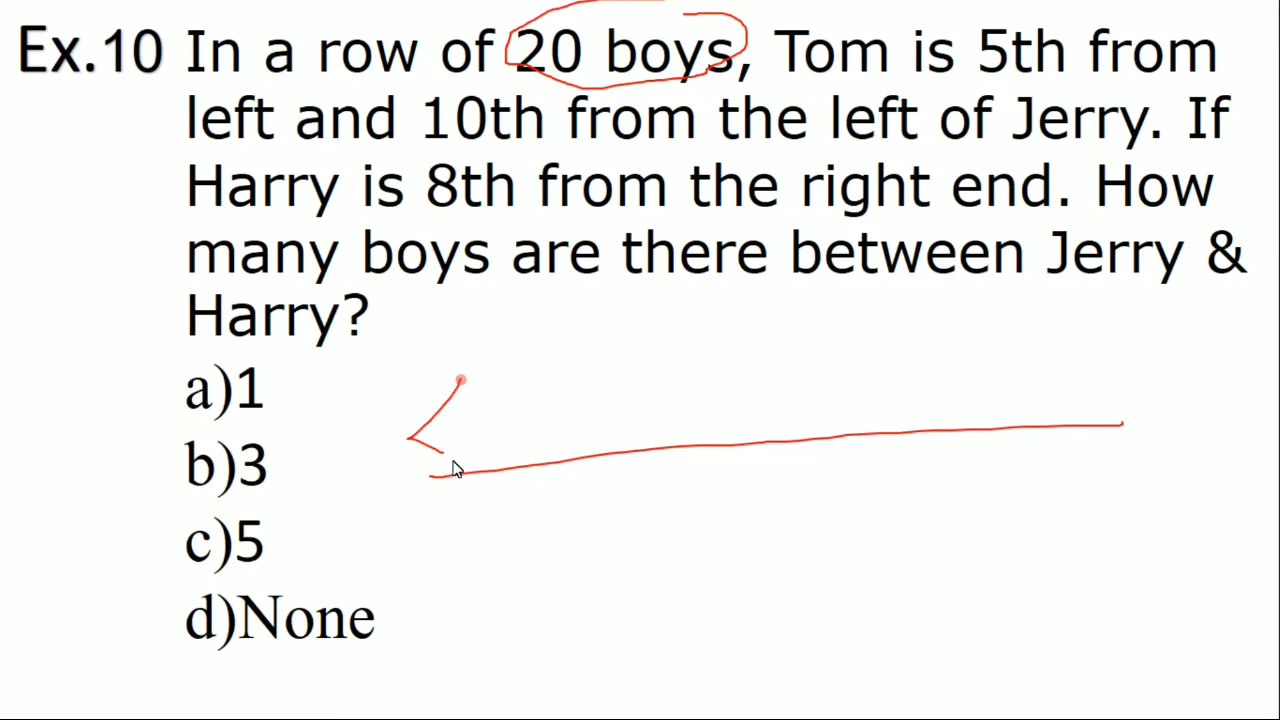 Ex.10 In a row of 20 boys, Tom is 5th from
left and 10th from the left of Jerry. If
Harry is 8th from the right end. How
many boys are there between Jerry &
Harry?
a)1
b)3
c)5
d)None